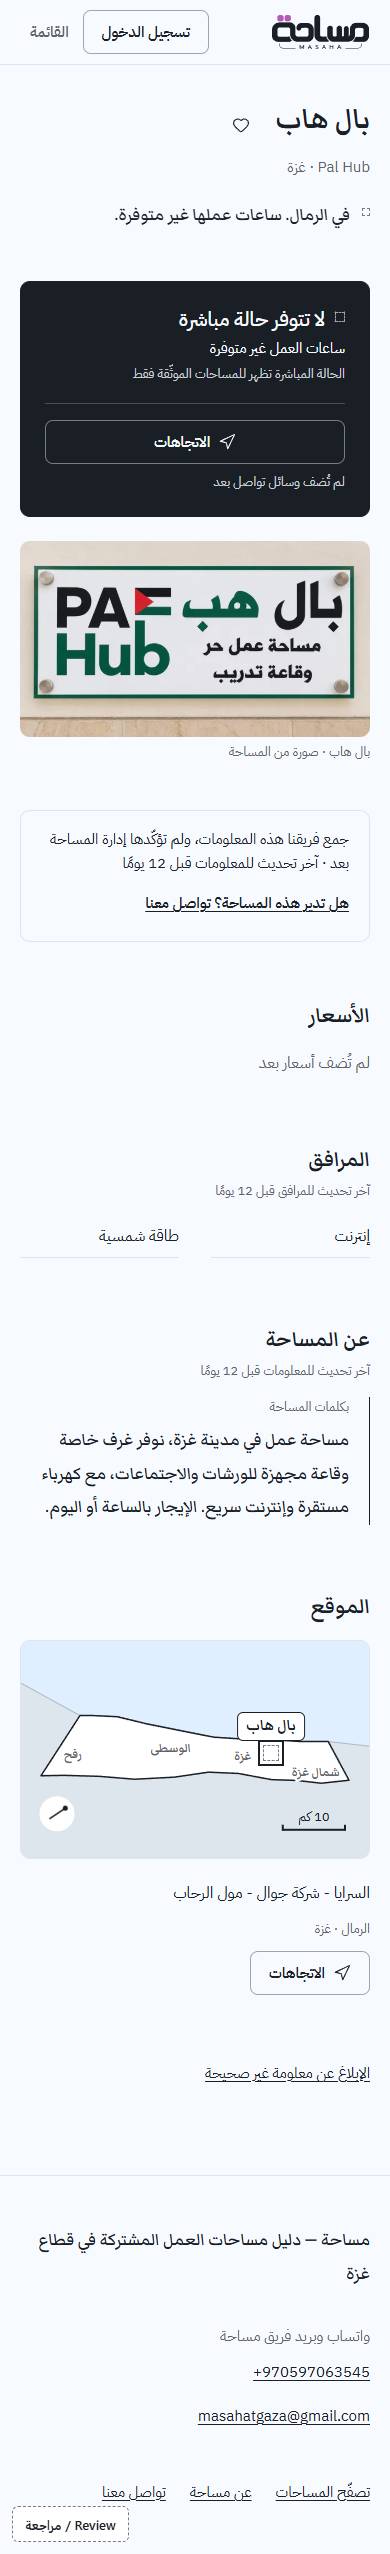 مساحة
MASAHA
تسجيل الدخول
القائمة
بال هاب
Pal Hub · غزة
في الرمال. ساعات عملها غير متوفرة.
لا تتوفر حالة مباشرة
ساعات العمل غير متوفرة
الحالة المباشرة تظهر للمساحات الموثّقة فقط
الاتجاهات
لم تُضف وسائل تواصل بعد
بال هب
PAL
Hub
مساحة عمل حر
وقاعة تدريب
بال هاب · صورة من المساحة
جمع فريقنا هذه المعلومات، ولم تؤكّدها إدارة المساحة
بعد · آخر تحديث للمعلومات قبل 12 يومًا
هل تدير هذه المساحة؟ تواصل معنا
الأسعار
لم تُضف أسعار بعد
المرافق
آخر تحديث للمرافق قبل 12 يومًا
إنترنت
طاقة شمسية
عن المساحة
آخر تحديث للمعلومات قبل 12 يومًا
بكلمات المساحة
مساحة عمل في مدينة غزة، نوفر غرف خاصة
وقاعة مجهزة للورشات والاجتماعات، مع كهرباء
مستقرة وإنترنت سريع. الإيجار بالساعة أو اليوم.
الموقع
بال هاب
شمال غزة
غزة
الوسطى
رفح
10 كم
السرايا - شركة جوال - مول الرحاب
الرمال · غزة
الاتجاهات
الإبلاغ عن معلومة غير صحيحة
مساحة — دليل مساحات العمل المشتركة في قطاع
غزة
واتساب وبريد فريق مساحة
+970597063545
masahatgaza@gmail.com
تصفّح المساحات
عن مساحة
تواصل معنا
مراجعة / Review